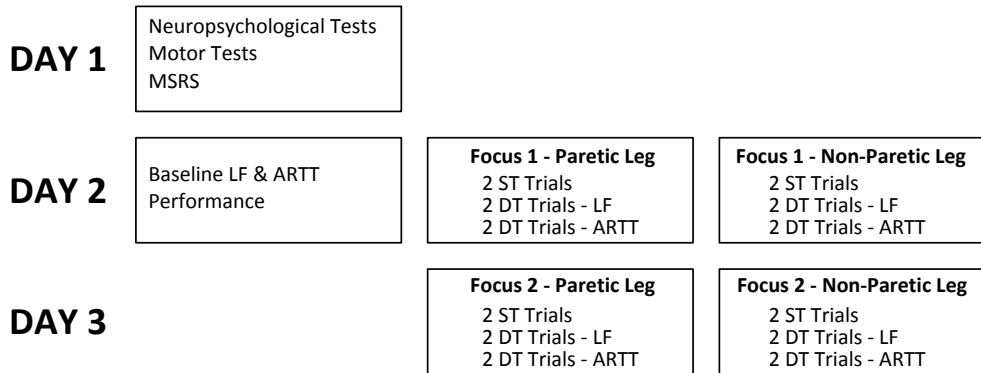 DAY 1
Neuropsychological Tests
Motor Tests
MSRS
DAY 2
Baseline LF & ARTT
Performance
Focus 1 - Paretic Leg
2 ST Trials
2 DT Trials - LF
2 DT Trials - ARTT
Focus 1 - Non-Paretic Leg
2 ST Trials
2 DT Trials - LF
2 DT Trials - ARTT
DAY 3
Focus 2 - Paretic Leg
2 ST Trials
2 DT Trials - LF
2 DT Trials - ARTT
Focus 2 - Non-Paretic Leg
2 ST Trials
2 DT Trials - LF
2 DT Trials - ARTT